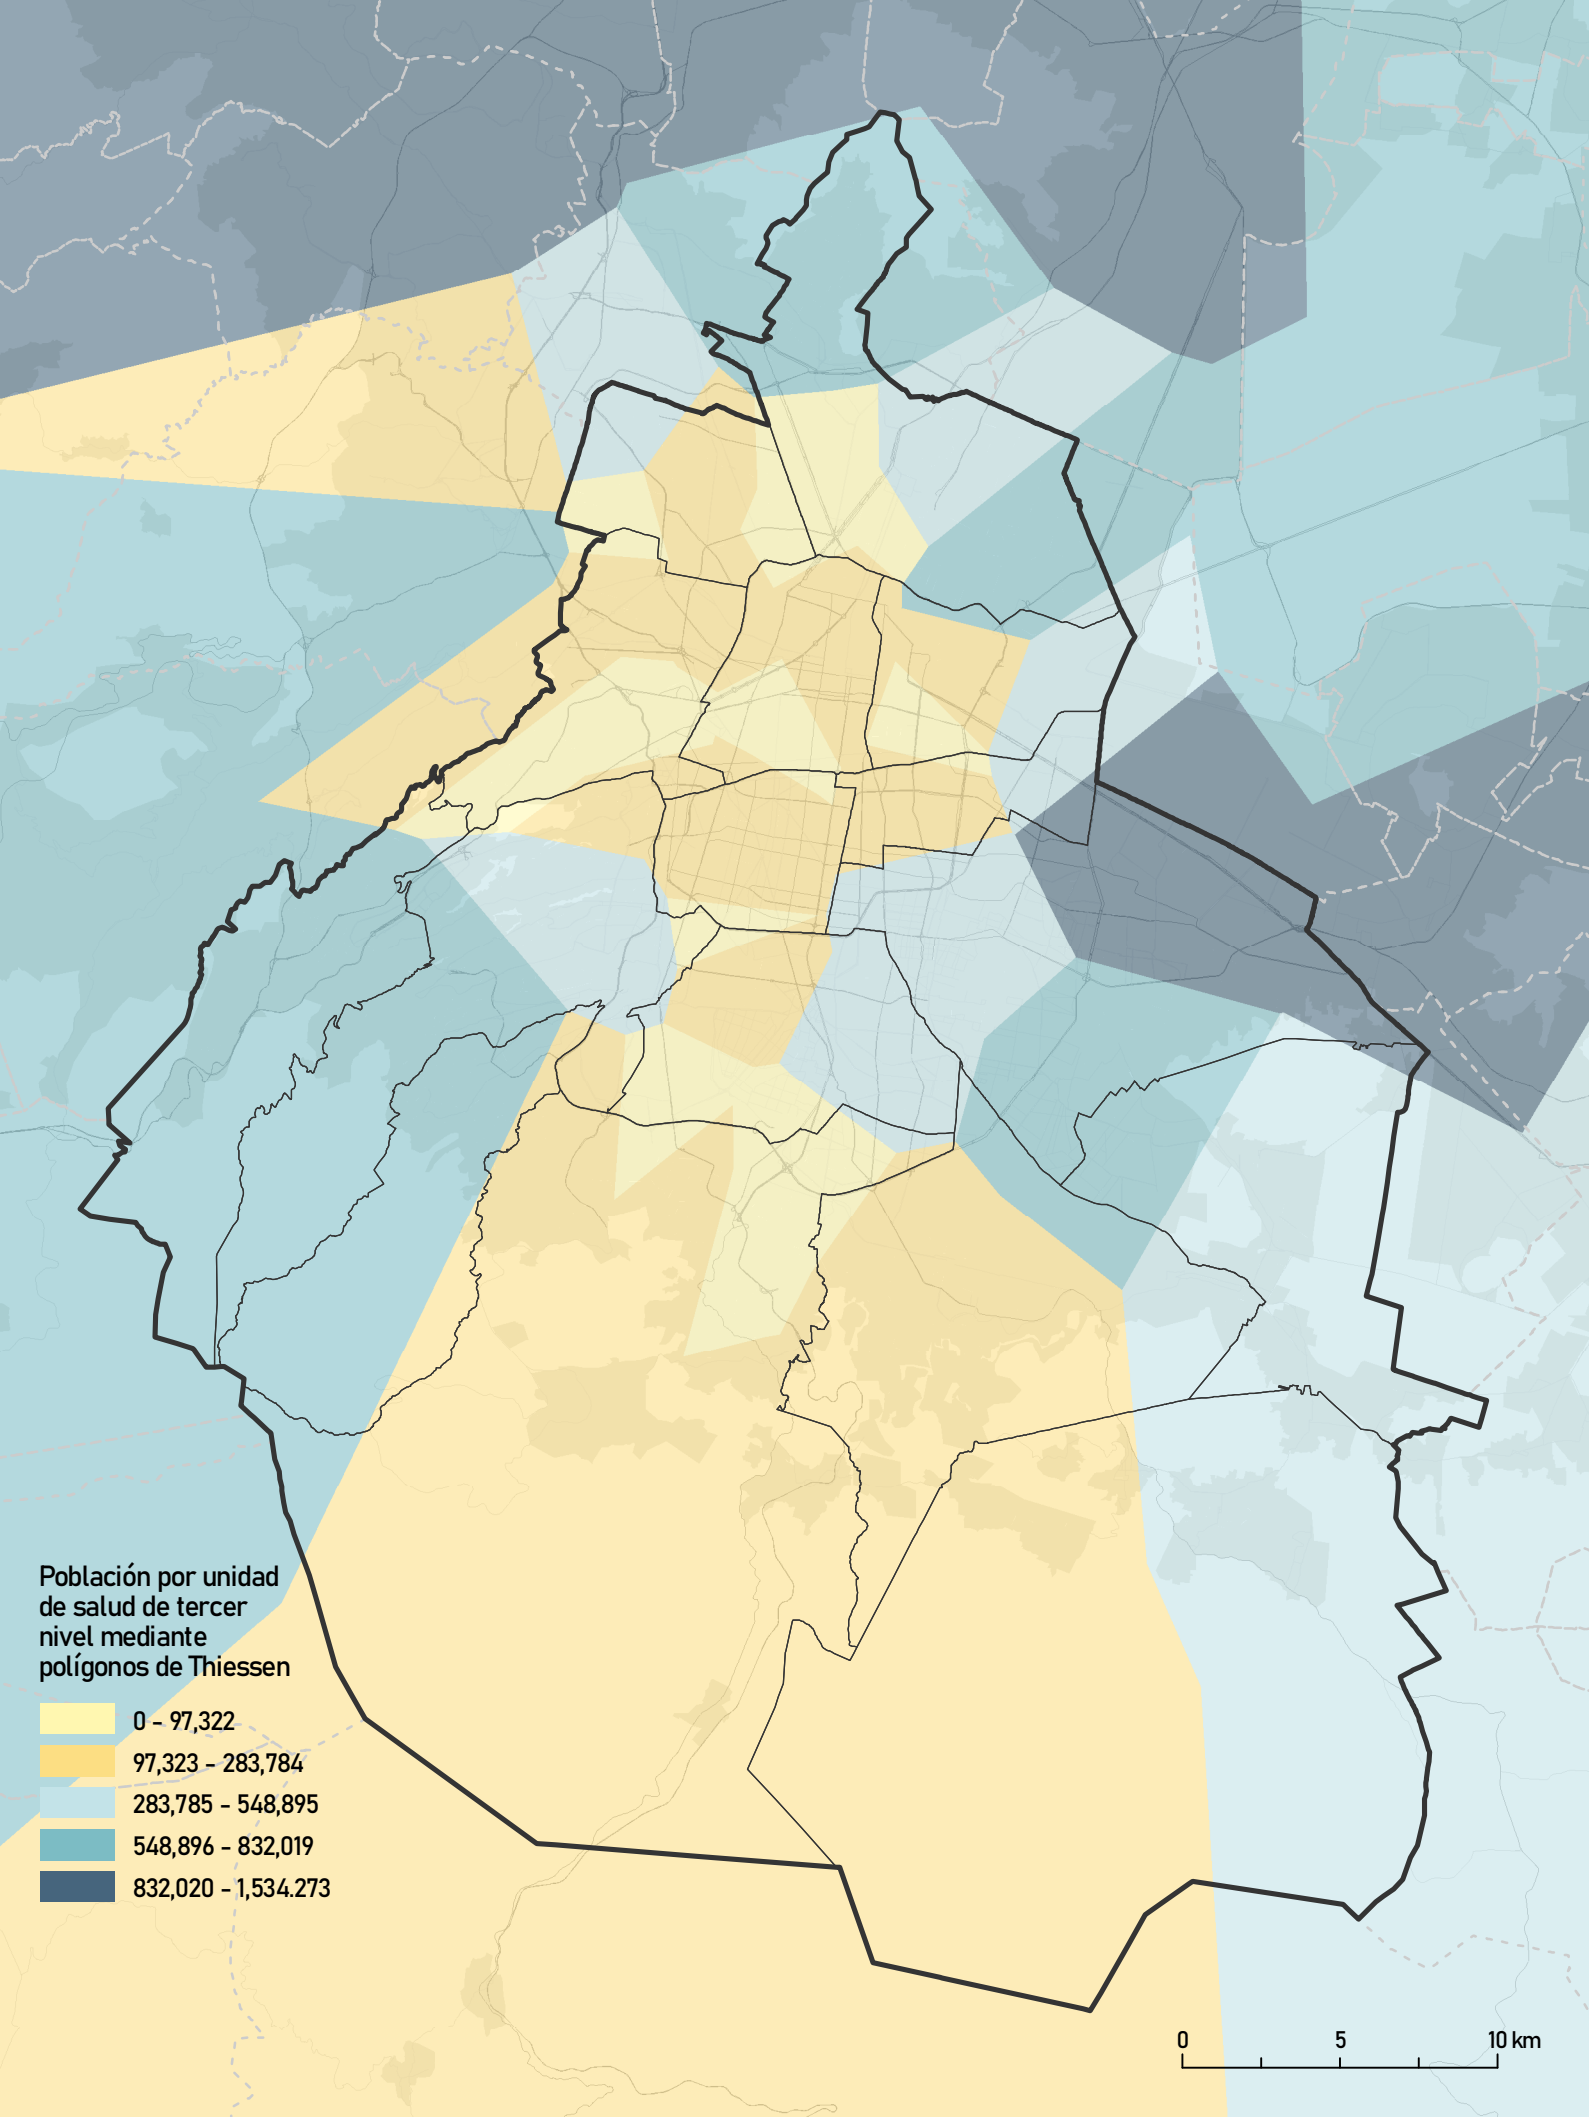 Población por unidad
de salud de tercer
nivel mediante
polígonos de Thiessen
0 - 97,322
97,323 - 283,784
283,785 - 548,895
548,896 - 832,019
832,020 - 1,534.273
0 5 10 km